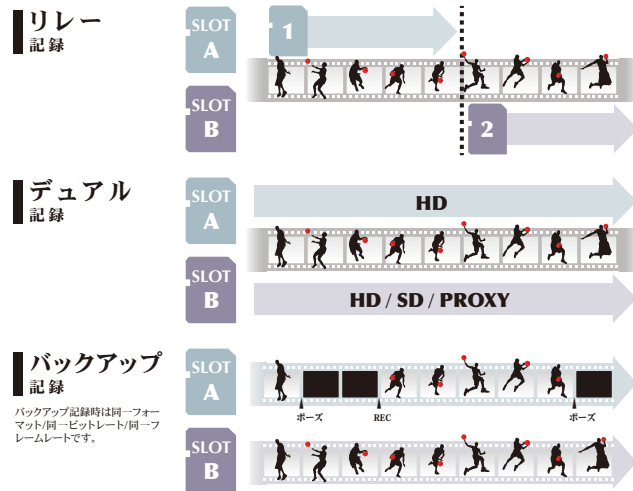 リレー
記録
SLOT
A
1
SLOT
B
2
デュアル
記録
SLOT
A
HD
SLOT
B
HD / SD / PROXY
バックアップ
記録
バックアップ記録時は同一フォー
マット/同一ビットレート/同一フ
レームレートです。
SLOT
A
ポーズ
REC
ポーズ
SLOT
B